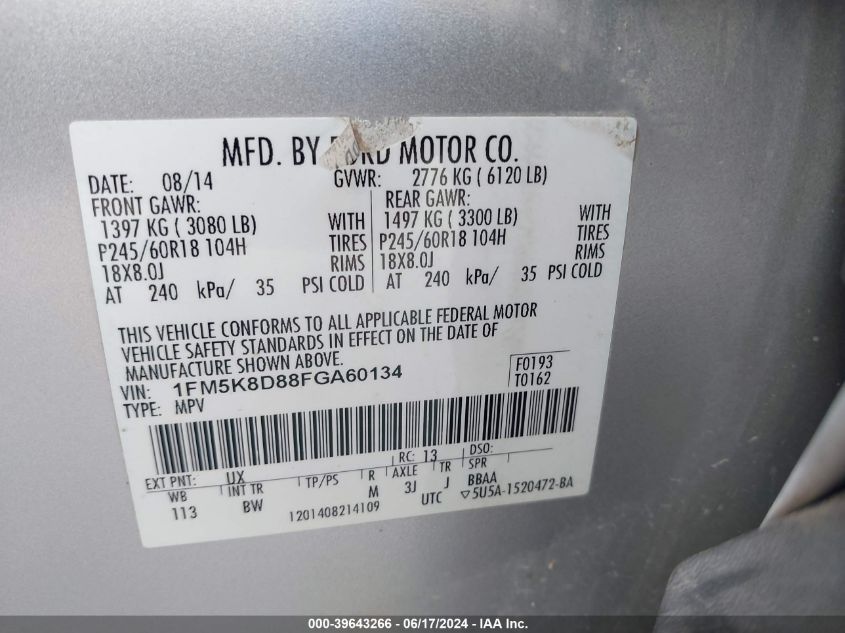 MFD. BY FORD MOTOR CO.
DATE: 08/14 GVWR: 2776 KG ( 6120 LB)
FRONT GAWR: REAR GAWR:
1397 KG ( 3080 LB) WITH 1497 KG ( 3300 LB) WITH
P245/60R18 104H TIRES P245/60R18 104H TIRES
18X8.0J RIMS 18X8.0J RIMS
AT 240 kPa/ 35 PSI COLD AT 240 kPa/ 35 PSI COLD
THIS VEHICLE CONFORMS TO ALL APPLICABLE FEDERAL MOTOR
VEHICLE SAFETY STANDARDS IN EFFECT ON THE DATE OF
MANUFACTURE SHOWN ABOVE.
VIN: 1FM5K8D88FGA60134 F0193
TYPE: MPV T0162
EXT PNT: UX RC: 13 DSO:
WB INT TR TP/PS R AXLE TR SPR
113 BW M 3J J BBAA
1201408214109 UTC ▽5U5A-1520472-BA
000-39643266 - 06/17/2024 - IAA Inc.